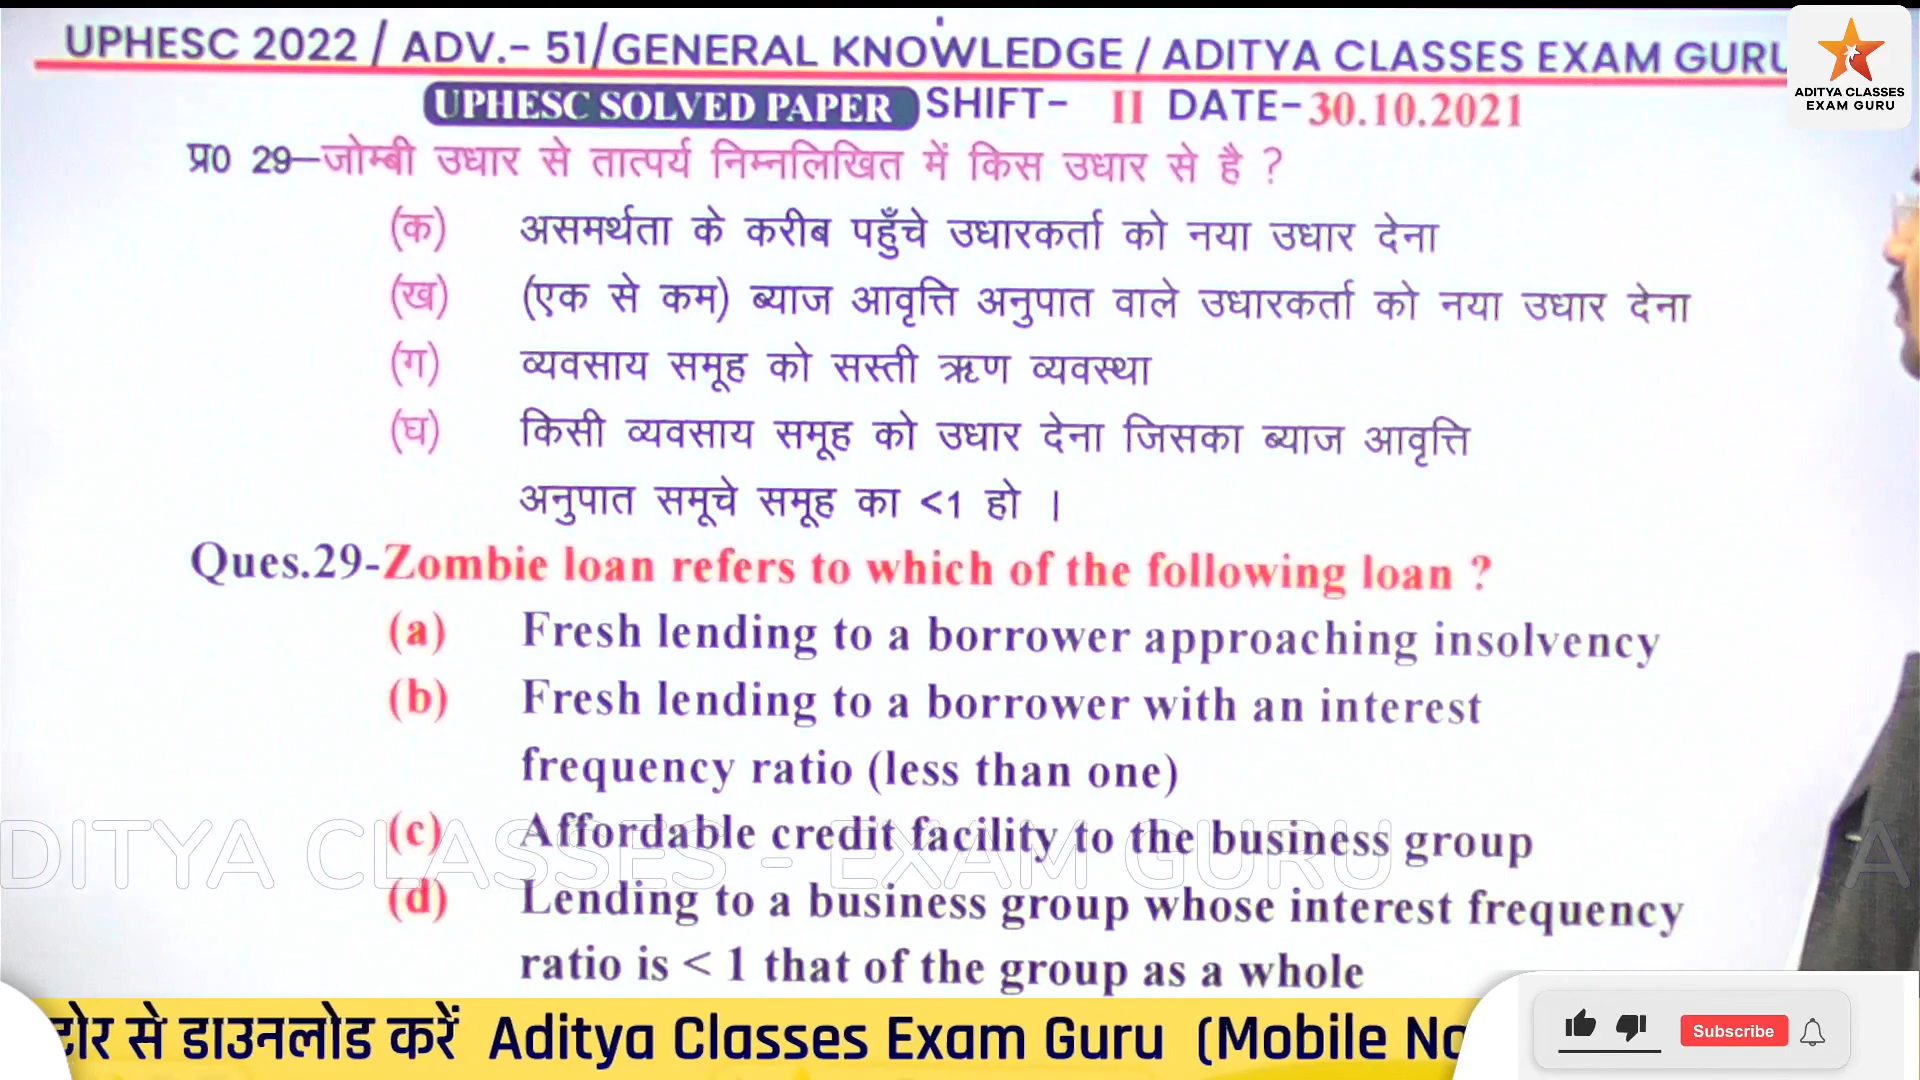 UPHESC 2022 / ADV.- 51/GENERAL KNOWLEDGE / ADITYA CLASSES EXAM GURU
ADITYA CLASSES
EXAM GURU
UPHESC SOLVED PAPER SHIFT- II DATE-30.10.2021
प्र0 29—जोम्बी उधार से तात्पर्य निम्नलिखित में किस उधार से है ?
(क) असमर्थता के करीब पहुँचे उधारकर्ता को नया उधार देना
(ख) (एक से कम) ब्याज आवृत्ति अनुपात वाले उधारकर्ता को नया उधार देना
(ग) व्यवसाय समूह को सस्ती ऋण व्यवस्था
(घ) किसी व्यवसाय समूह को उधार देना जिसका ब्याज आवृत्ति
अनुपात समूचे समूह का <1 हो ।
Ques.29-Zombie loan refers to which of the following loan ?
(a) Fresh lending to a borrower approaching insolvency
(b) Fresh lending to a borrower with an interest
frequency ratio (less than one)
(c) Affordable credit facility to the business group
DITYA CLASSES - EXAM GURU A
(d) Lending to a business group whose interest frequency
ratio is < 1 that of the group as a whole
से डाउनलोड करें Aditya Classes Exam Guru (Mobile No
Subscribe